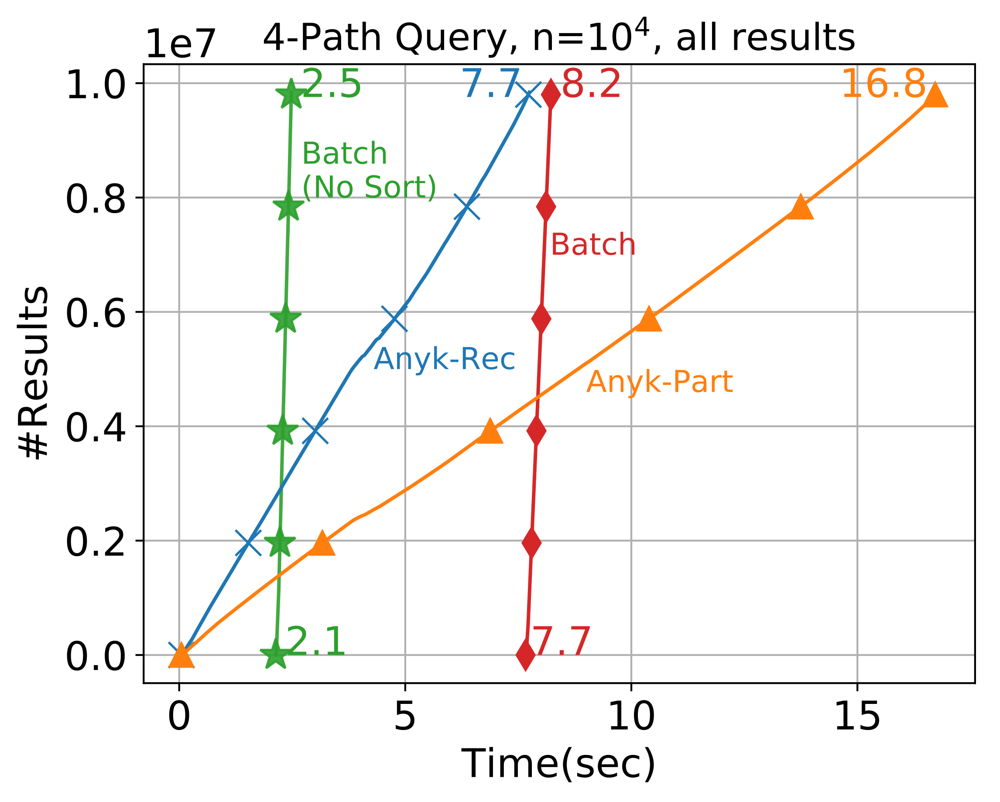 4-Path Query, n=10⁴, all results
1e7
1.0
0.8
0.6
0.4
0.2
0.0
#Results
2.5
7.7
8.2
16.8
Batch
(No Sort)
Batch
Anyk-Rec
Anyk-Part
2.1
7.7
0
5
10
15
Time(sec)